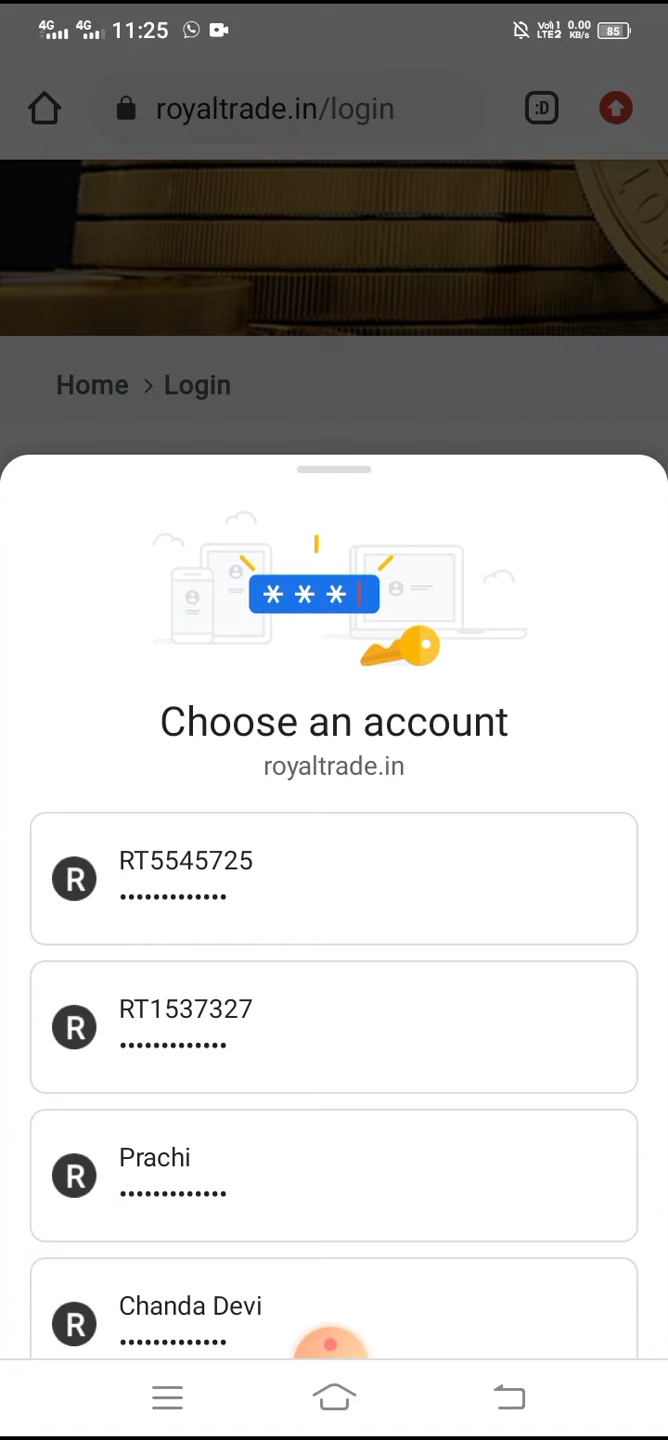 4G 4G 11:25 Vo)) 1 LTE2 0.00 KB/s 85
royaltrade.in/login :D
Home > Login
***
Choose an account
royaltrade.in
R RT5545725
•••••••••••••
R RT1537327
•••••••••••••
R Prachi
•••••••••••••
R Chanda Devi
•••••••••••••